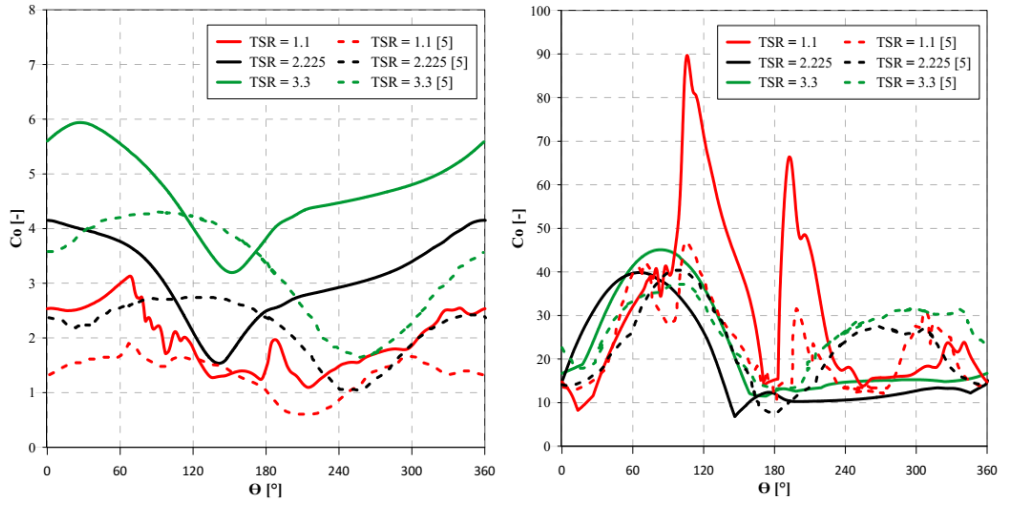 8
7
6
5
4
3
2
1
0
Co [-]
TSR = 1.1
TSR = 1.1 [5]
TSR = 2.225
TSR = 2.225 [5]
TSR = 3.3
TSR = 3.3 [5]
0 60 120 180 240 300 360
Ɵ [°]
100
90
80
70
60
50
40
30
20
10
0
Co [-]
TSR = 1.1
TSR = 1.1 [5]
TSR = 2.225
TSR = 2.225 [5]
TSR = 3.3
TSR = 3.3 [5]
0 60 120 180 240 300 360
Ɵ [°]